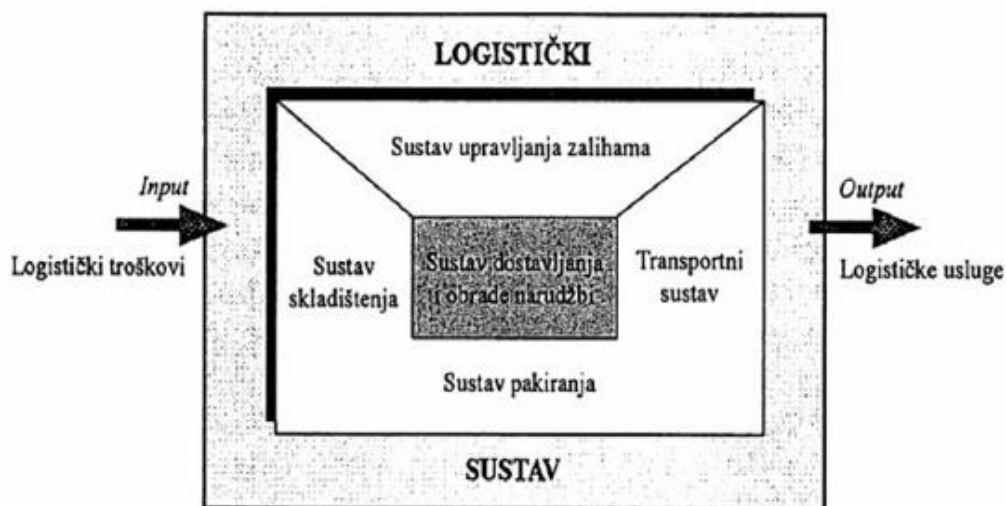 LOGISTIČKI
Sustav upravljanja zalihama
Input
Output
Logistički troškovi
Sustav
skladištenja
Sustav dostavljanja
i obrade narudžbi
Transportni
sustav
Logističke usluge
Sustav pakiranja
SUSTAV